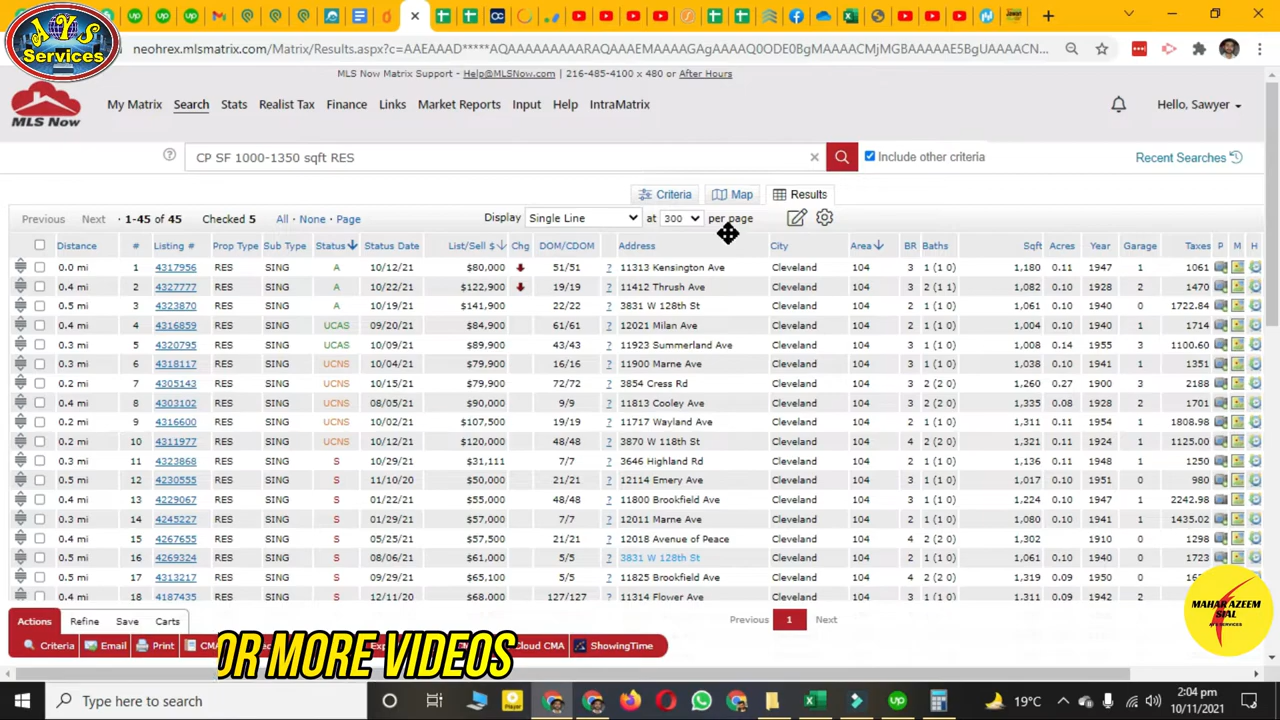 AYS
Services
neohrex.mlsmatrix.com/Matrix/Results.aspx?c=AAEAAAD*****AQAAAAAAAAARAQAAAEMAAAAGAgAAAAQ0ODE0BgMAAAACMjMGBAAAAAE5BgUAAAACN...
MLS Now Matrix Support - Help@MLSNow.com | 216-485-4100 x 480 or After Hours
MLS Now
My Matrix Search Stats Realist Tax Finance Links Market Reports Input Help IntraMatrix Hello, Sawyer
CP SF 1000-1350 sqft RES Include other criteria Recent Searches
Criteria Map Results
Previous Next · 1-45 of 45 Checked 5 All · None · Page Display Single Line at 300 per page
Distance # Listing # Prop Type Sub Type Status Status Date List/Sell $ Chg DOM/CDOM Address City Area BR Baths Sqft Acres Year Garage Taxes P M H
0.0 mi 1 4317956 RES SING A 10/12/21 $80,000 51/51 ? 11313 Kensington Ave Cleveland 104 3 1 (1 0) 1,180 0.11 1947 1 1061
0.4 mi 2 4327777 RES SING A 10/22/21 $122,900 19/19 ? 11412 Thrush Ave Cleveland 104 3 2 (1 1) 1,082 0.10 1928 2 1470
0.4 mi 3 4323870 RES SING A 10/19/21 $141,900 22/22 ? 3831 W 128th St Cleveland 104 2 1 (1 0) 1,061 0.10 1940 0 1722.84
0.4 mi 4 4316859 RES SING UCAS 09/20/21 $84,900 61/61 ? 12021 Milan Ave Cleveland 104 2 1 (1 0) 1,004 0.10 1940 1 1714
0.3 mi 5 4320795 RES SING UCAS 10/09/21 $89,900 43/43 ? 11923 Summerland Ave Cleveland 104 2 1 (1 0) 1,008 0.14 1955 3 1100.60
0.3 mi 6 4318117 RES SING UCNS 10/04/21 $79,900 16/16 ? 11900 Marne Ave Cleveland 104 3 1 (1 0) 1,038 0.10 1941 1 1351
0.2 mi 7 4305143 RES SING UCNS 10/15/21 $79,900 72/72 ? 3854 Cress Rd Cleveland 104 3 2 (2 0) 1,260 0.27 1900 3 2188
0.4 mi 8 4303102 RES SING UCNS 08/05/21 $90,000 9/9 ? 11813 Cooley Ave Cleveland 104 3 2 (2 0) 1,335 0.08 1928 2 1701
0.2 mi 9 4316600 RES SING UCNS 10/02/21 $107,500 19/19 ? 11717 Wayland Ave Cleveland 104 3 1 (1 0) 1,311 0.11 1954 1 1808.98
0.2 mi 10 4311977 RES SING UCNS 10/12/21 $120,000 48/48 ? 3870 W 118th St Cleveland 104 4 2 (2 0) 1,321 0.11 1924 1 1125.00
0.3 mi 11 4323868 RES SING S 10/29/21 $31,111 7/7 ? 3646 Highland Rd Cleveland 104 3 1 (1 0) 1,136 0.11 1948 1 1250
0.5 mi 12 4230555 RES SING S 11/10/20 $50,000 21/21 ? 12114 Emery Ave Cleveland 104 3 1 (1 0) 1,017 0.10 1951 0 980
0.4 mi 13 4229067 RES SING S 01/22/21 $55,000 48/48 ? 11800 Brookfield Ave Cleveland 104 3 1 (1 0) 1,224 0.10 1947 1 2242.98
0.3 mi 14 4245227 RES SING S 01/29/21 $57,000 7/7 ? 12011 Marne Ave Cleveland 104 2 1 (1 0) 1,080 0.10 1941 1 1435.02
0.4 mi 15 4267655 RES SING S 05/25/21 $57,500 21/21 ? 12018 Avenue of Peace Cleveland 104 4 2 (2 0) 1,302 1910 0 1298
0.5 mi 16 4269324 RES SING S 08/06/21 $61,000 5/5 ? 3831 W 128th St Cleveland 104 2 1 (1 0) 1,061 0.10 1940 0 1723
0.5 mi 17 4313217 RES SING S 09/29/21 $65,100 5/5 ? 11825 Brookfield Ave Cleveland 104 4 2 (2 0) 1,319 0.09 1950 0
0.4 mi 18 4187435 RES SING S 12/11/20 $68,000 127/127 ? 11314 Flower Ave Cleveland 104 3 1 (1 0) 1,314 0.09 1942 2
MAHAR AZEEM
SIAL
AYS SERVICES
Actions Refine Save Carts Previous 1 Next
Criteria Email Print CMA Cloud CMA ShowingTime
OR MORE VIDEOS
Type here to search 19°C 2:04 pm
10/11/2021